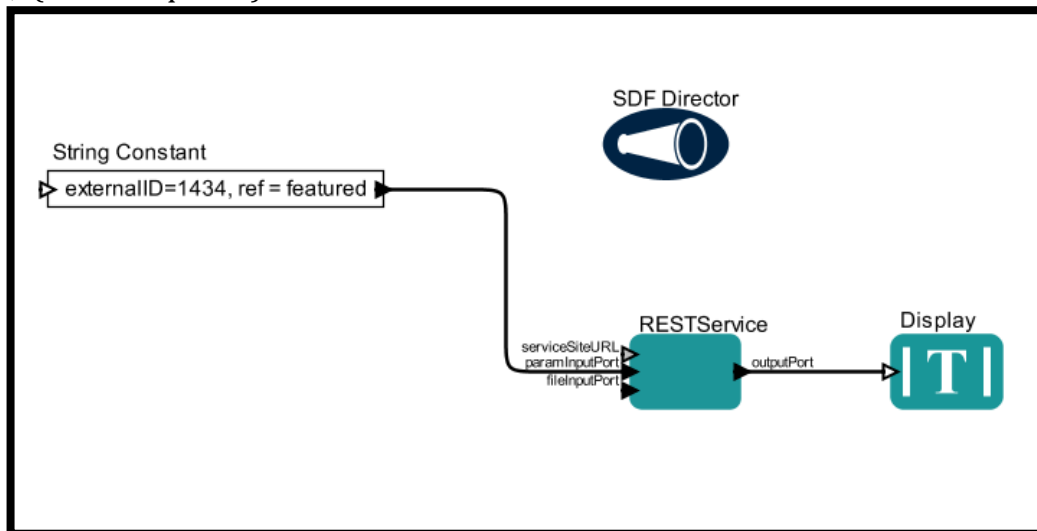 SDF Director
String Constant
externalID=1434, ref = featured
RESTService
Display
serviceSiteURL
paramInputPort
fileInputPort
outputPort
T